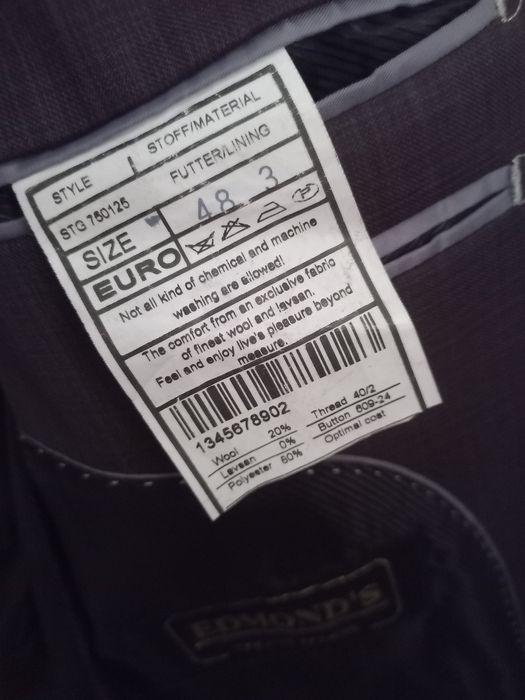 STYLE STOFF/MATERIAL
STG 750125 FUTTER/LINING
SIZE 48 3
EURO
Not all kind of chemical and machine
washing are allowed!
The comfort from an exclusive fabric
of finest wool and lavsan.
Feel and enjoy live's pleasure beyond
measure.
1345678902
Wool 20% Thread 40/2
Lavsan 0% Button 609-24
Polyester 80% Optimal cost
EDMOND'S